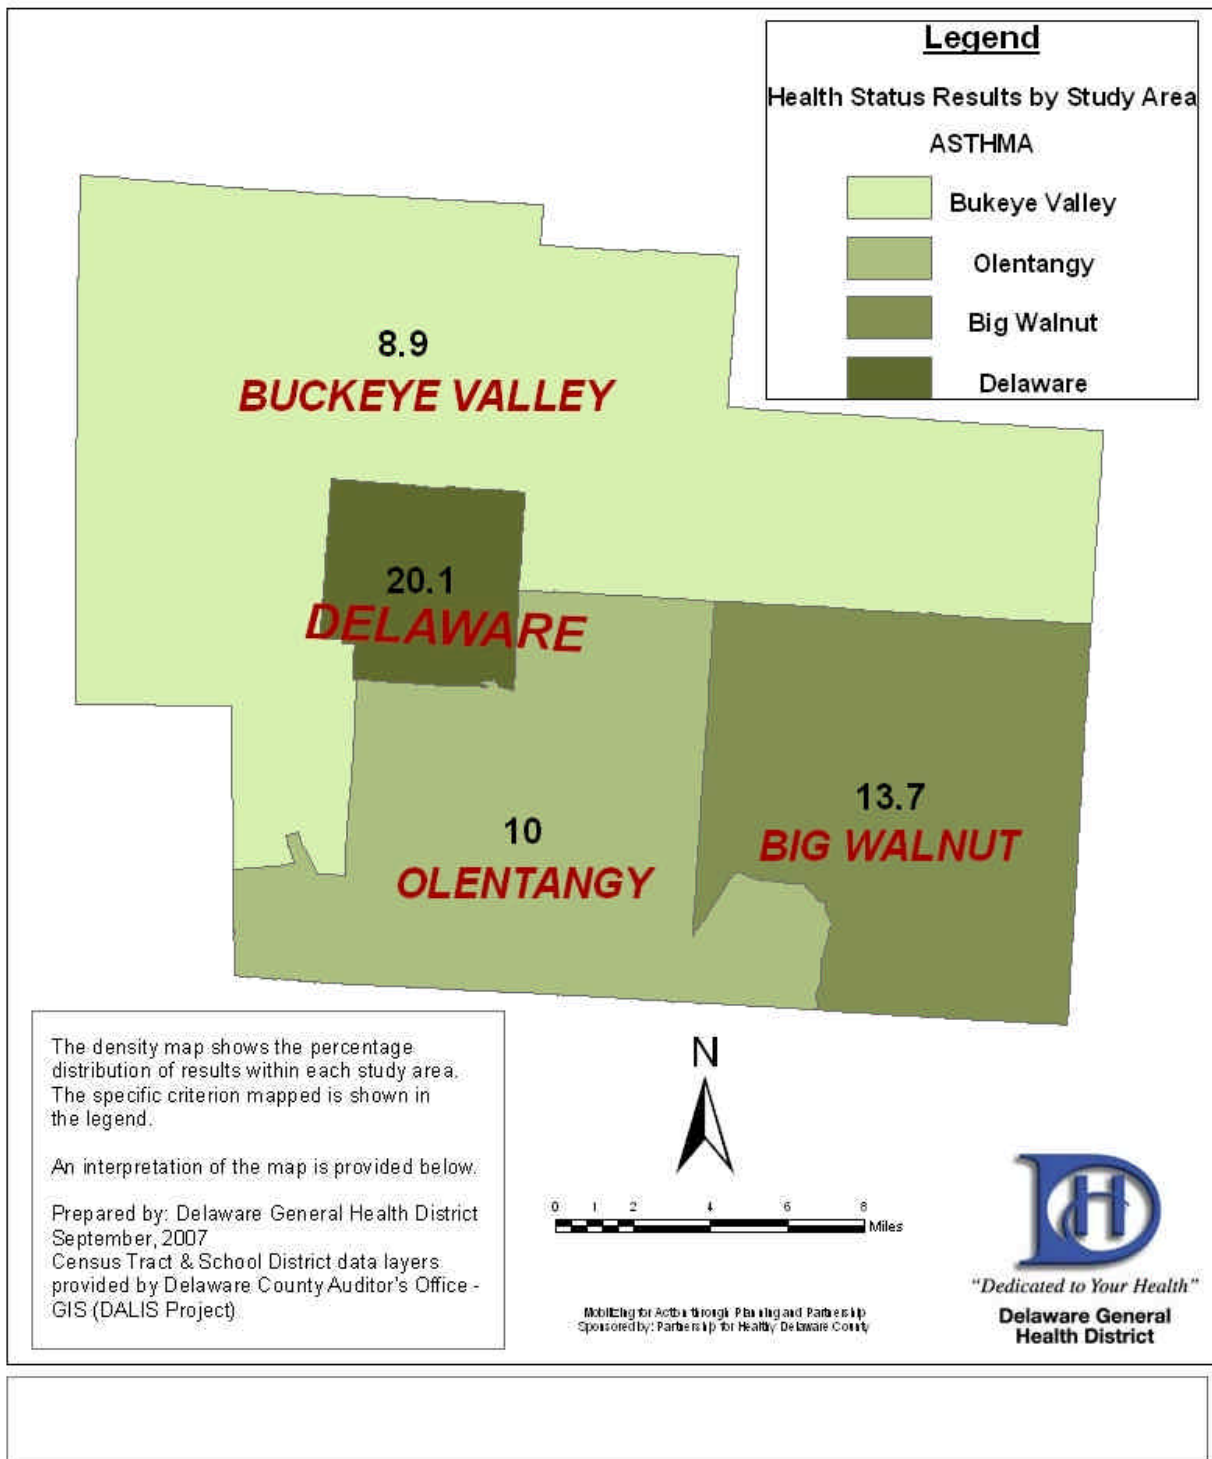 Legend
Health Status Results by Study Area
ASTHMA
Bukeye Valley
Olentangy
Big Walnut
Delaware
8.9
BUCKEYE VALLEY
20.1
DELAWARE
13.7
BIG WALNUT
10
OLENTANGY
The density map shows the percentage
distribution of results within each study area.
The specific criterion mapped is shown in
the legend.
An interpretation of the map is provided below.
Prepared by: Delaware General Health District
September, 2007
Census Tract & School District data layers
provided by Delaware County Auditor's Office -
GIS (DALIS Project)
N
0 1 2 4 6 8
Miles
Mobilizing for Action through Planning and Partnership
Sponsored by: Partnership for Healthy Delaware County
DH
"Dedicated to Your Health"
Delaware General
Health District